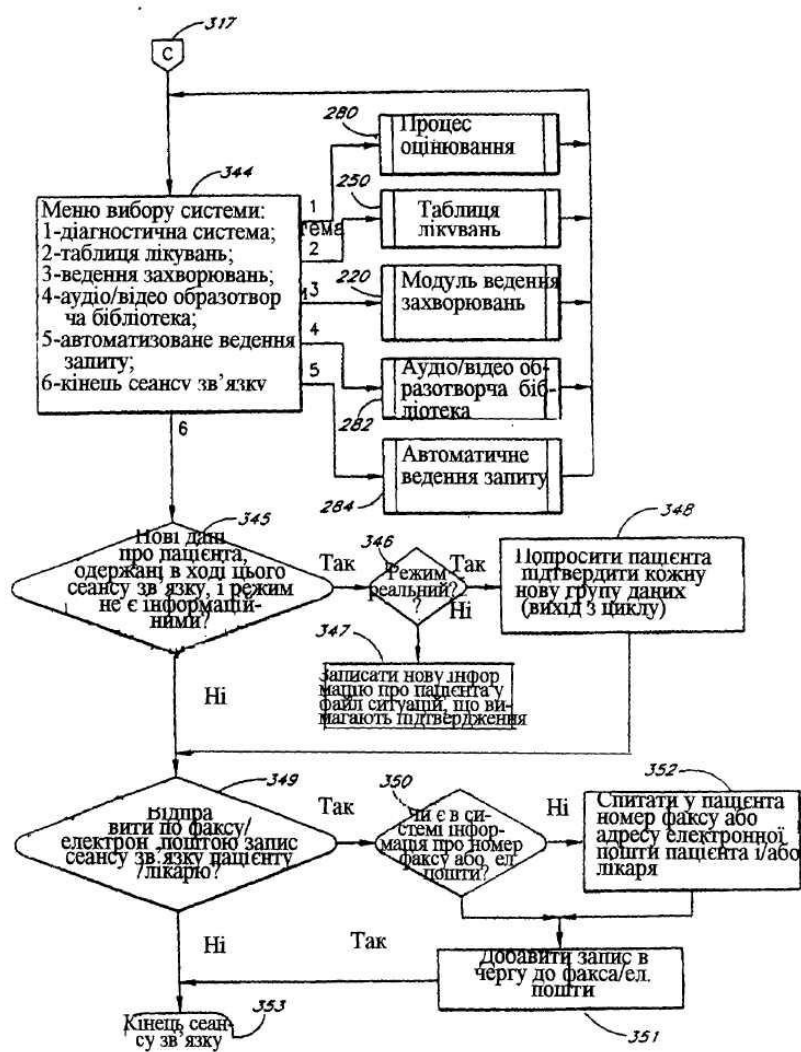 317
C
280
Процес
оцінювання
344
250
Меню вибору системи:
1-діагностична система;
2-таблиця лікувань;
3-ведення захворювань;
4-аудіо/відео образотвор
ча бібліотека;
5-автоматизоване ведення
запиту;
6-кінець сеансу зв'язку
1
тема
2
и3
4
5
6
Таблиця
лікувань
220
Модуль ведення
захворювань
Аудіо/відео об-
разотворча біб-
ліотека
282
Автоматичне
ведення запиту
284
345
Нові дані
про пацієнта,
одержані в ході цього
сеансу зв язку, і режим
не є інформацій-
ними?
Так
346
Режим
реальний?
?
Так
Ні
348
Попросити пацієнта
підтвердити кожну
нову групу даних
(вихід з циклу)
347
Записати нову інфор
мацію про пацієнта у
файл ситуацій, що ви-
магають підтвердження
Ні
349
Відпра
вити по факсу/
електрон .поштою запис
сеансу зв'язку пацієнту
/лікарю?
Так
350
чи є в си-
стемі інфор-
мація про номер
факсу або ел.
пошти?
Ні
352
Спитати у пацієнта
номер факсу або
адресу електронної
пошти пацієнта і/або
лікаря
Ні
Так
Добавити запис в
чергу до факса/ел.
пошти
351
Кінець сеан-
су зв'язку
353